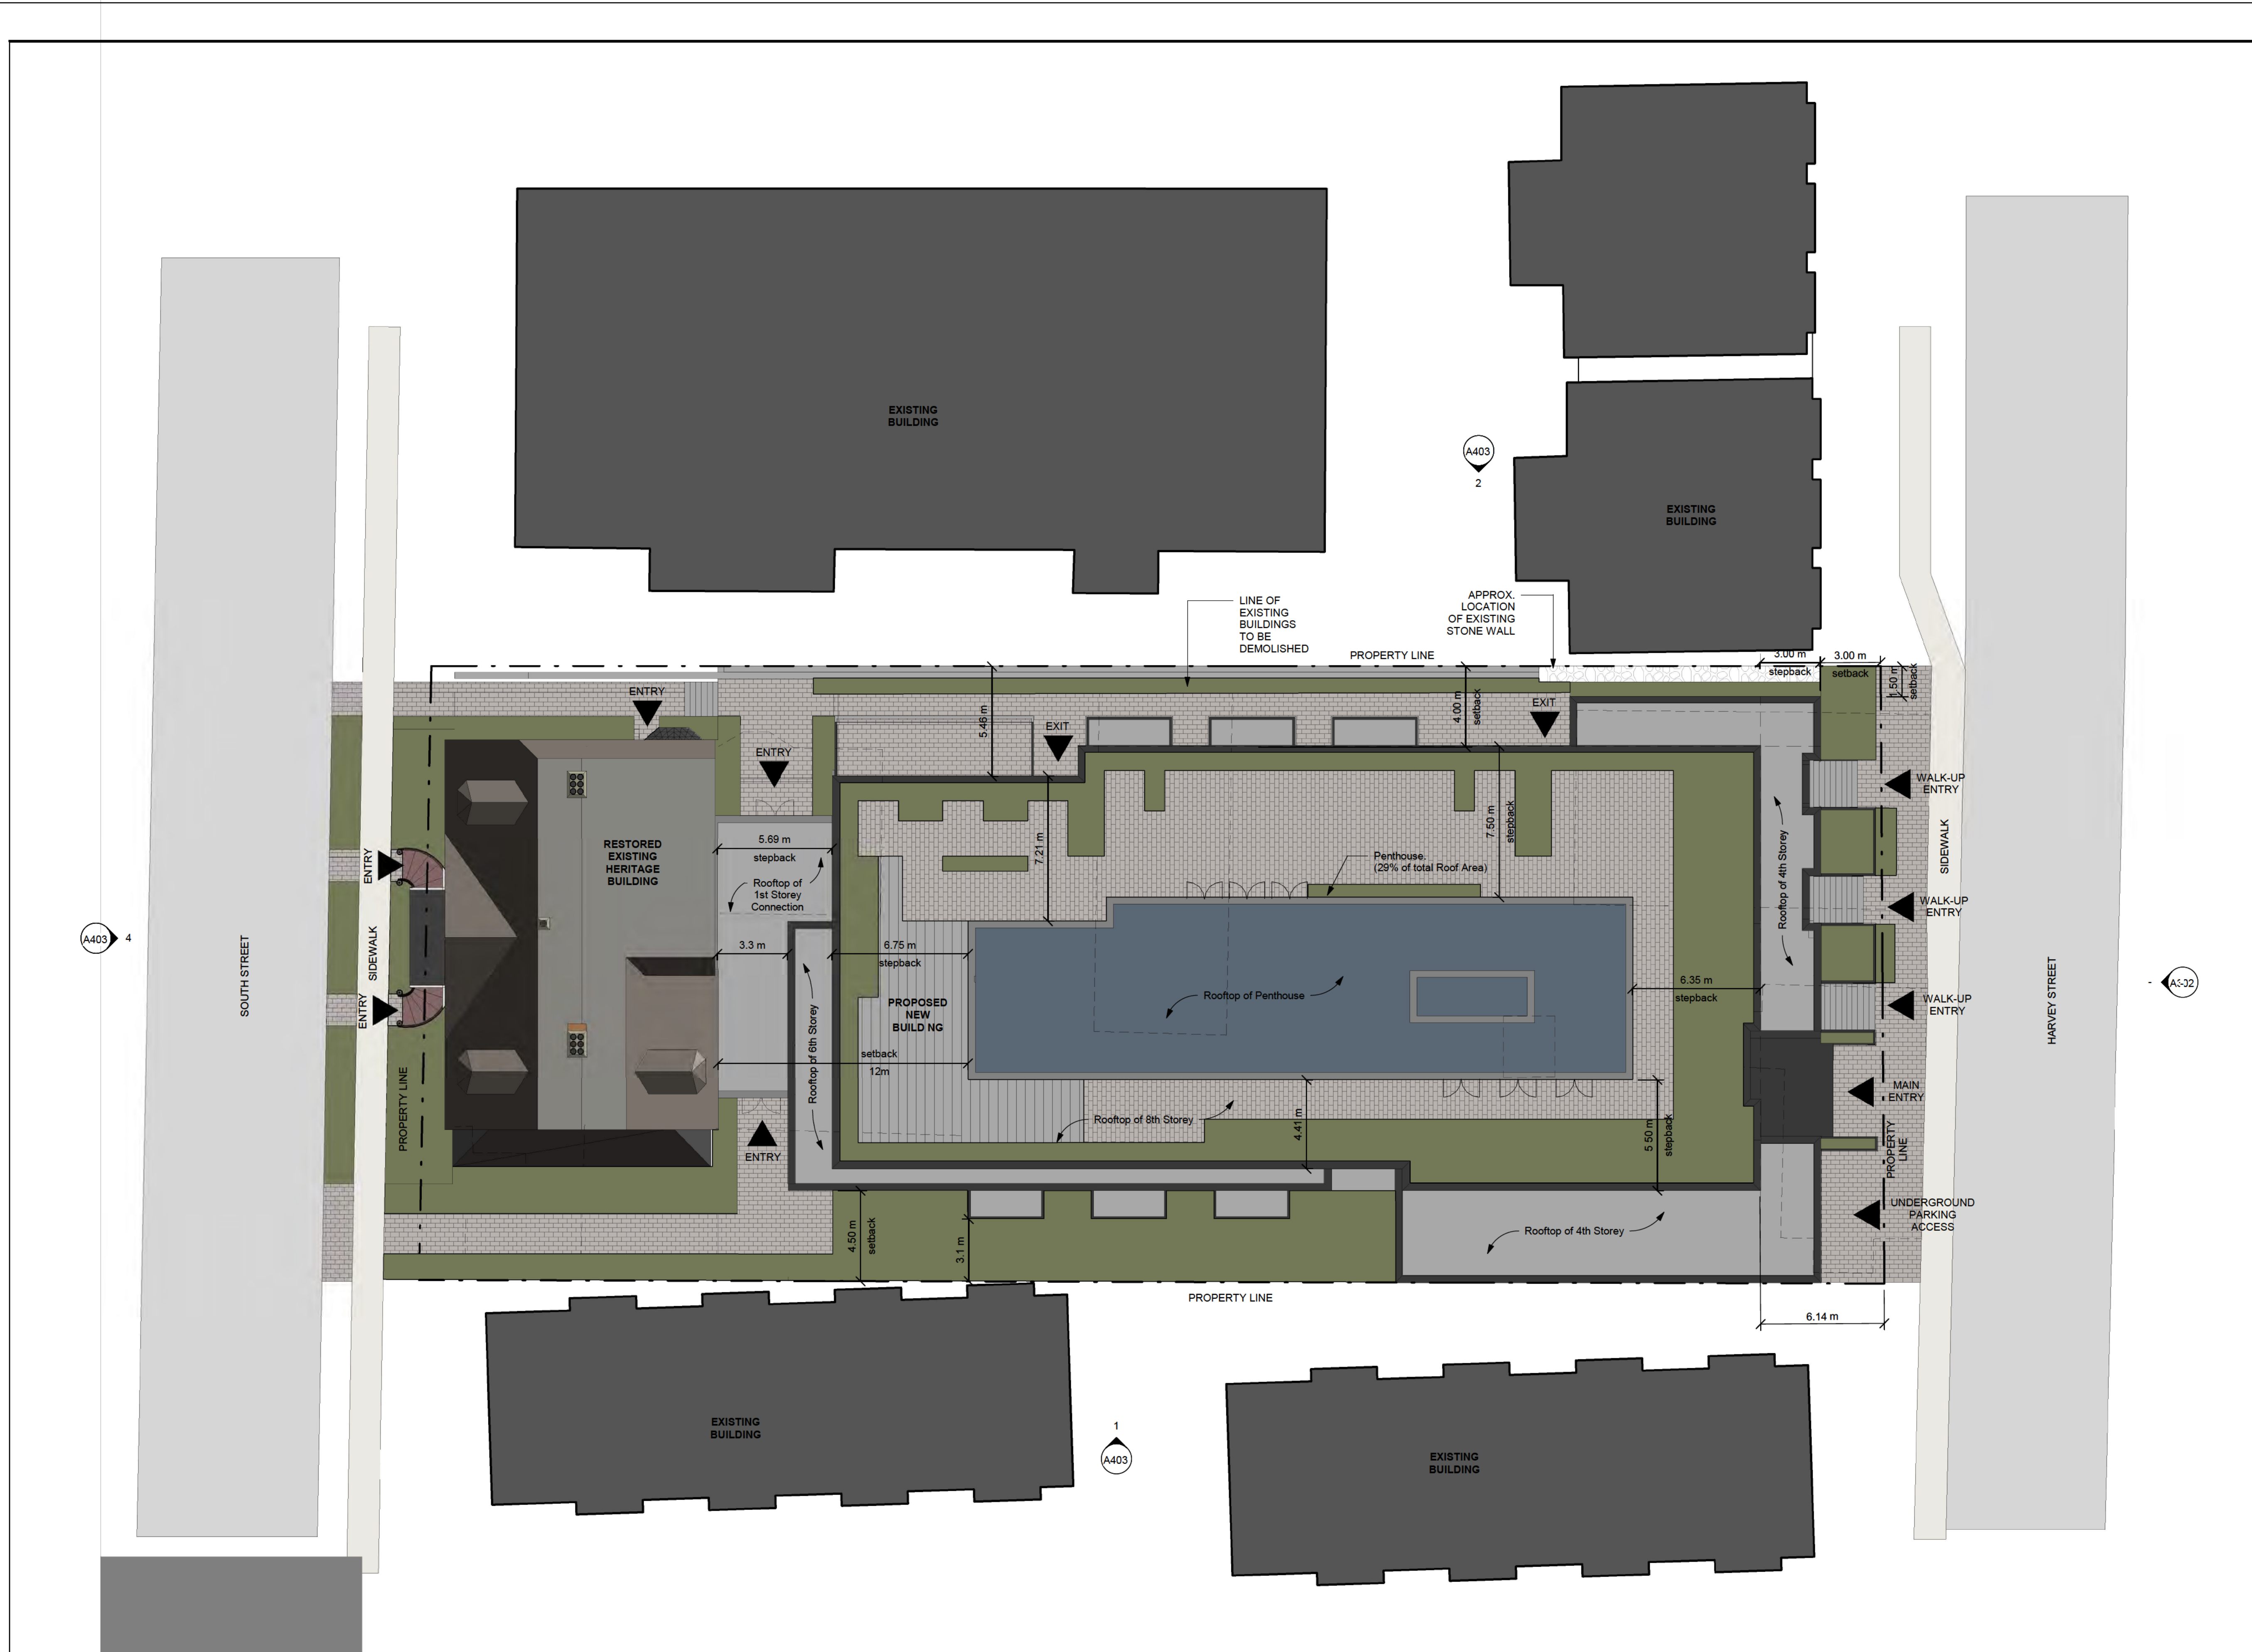 EXISTING
BUILDING
A403
2
EXISTING
BUILDING
LINE OF
EXISTING
BUILDINGS
TO BE
DEMOLISHED
APPROX.
LOCATION
OF EXISTING
STONE WALL
PROPERTY LINE
3.00 m
stepback
3.00 m
setback
1.50 m
setback
ENTRY
5.46 m
EXIT
4.00 m
setback
EXIT
ENTRY
WALK-UP
ENTRY
7.50 m
stepback
7.21 m
5.69 m
stepback
RESTORED
EXISTING
HERITAGE
BUILDING
Penthouse.
(29% of total Roof Area)
Rooftop of
1st Storey
Connection
Rooftop of 4th Storey
SIDEWALK
ENTRY
WALK-UP
ENTRY
A403
4
SOUTH STREET
SIDEWALK
3.3 m
6.75 m
stepback
6.35 m
stepback
Rooftop of Penthouse
PROPOSED
NEW
BUILD NG
WALK-UP
ENTRY
HARVEY STREET
-
ENTRY
Rooftop of 6th Storey
setback
12m
PROPERTY LINE
MAIN
ENTRY
Rooftop of 8th Storey
4.41 m
5 50 m
stepback
ENTRY
PROPERTY
LINE
UNDERGROUND
PARKING
ACCESS
4.50 m
setback
3.1 m
Rooftop of 4th Storey
PROPERTY LINE
6.14 m
EXISTING
BUILDING
1
A403
EXISTING
BUILDING